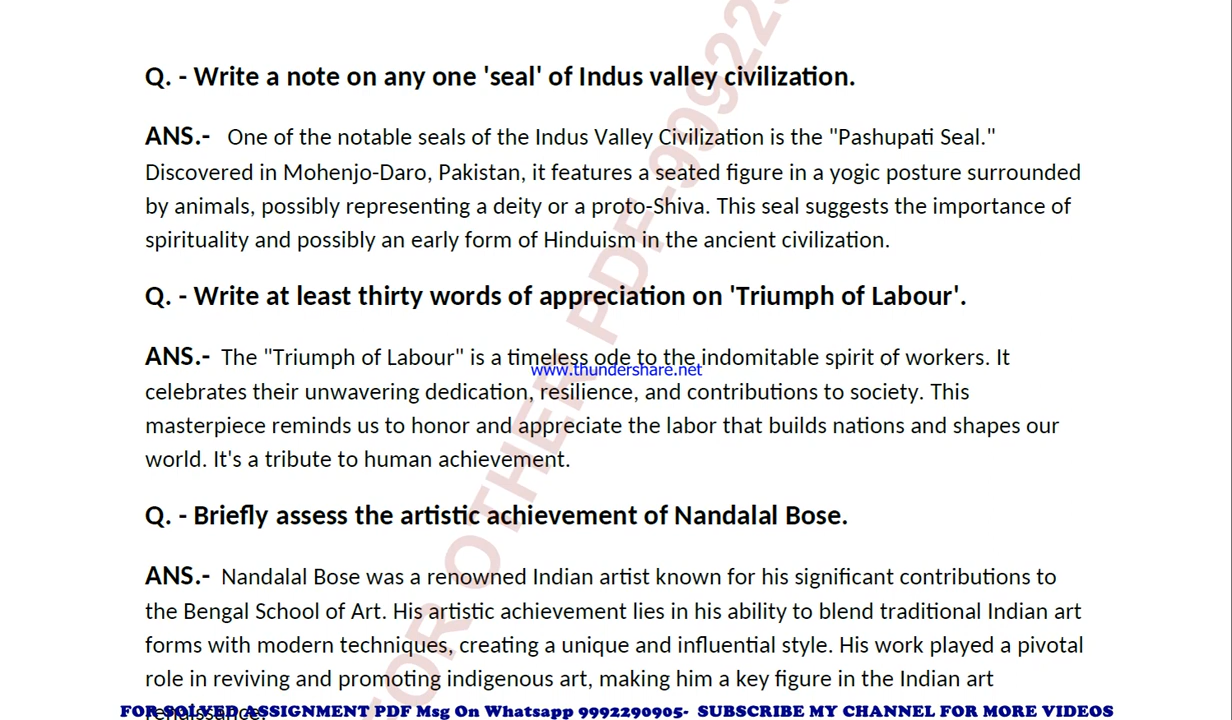 Q. - Write a note on any one 'seal' of Indus valley civilization.
ANS.- One of the notable seals of the Indus Valley Civilization is the "Pashupati Seal."
Discovered in Mohenjo-Daro, Pakistan, it features a seated figure in a yogic posture surrounded
by animals, possibly representing a deity or a proto-Shiva. This seal suggests the importance of
spirituality and possibly an early form of Hinduism in the ancient civilization.
Q. - Write at least thirty words of appreciation on 'Triumph of Labour'.
ANS.- The "Triumph of Labour" is a timeless ode to the indomitable spirit of workers. It
www.thundershare.net
celebrates their unwavering dedication, resilience, and contributions to society. This
masterpiece reminds us to honor and appreciate the labor that builds nations and shapes our
world. It's a tribute to human achievement.
Q. - Briefly assess the artistic achievement of Nandalal Bose.
ANS.- Nandalal Bose was a renowned Indian artist known for his significant contributions to
the Bengal School of Art. His artistic achievement lies in his ability to blend traditional Indian art
forms with modern techniques, creating a unique and influential style. His work played a pivotal
role in reviving and promoting indigenous art, making him a key figure in the Indian art
renaissance.
FOR SOLVED ASSIGNMENT PDF Msg On Whatsapp 9992290905- SUBSCRIBE MY CHANNEL FOR MORE VIDEOS
FOR OTHER PDF-99922